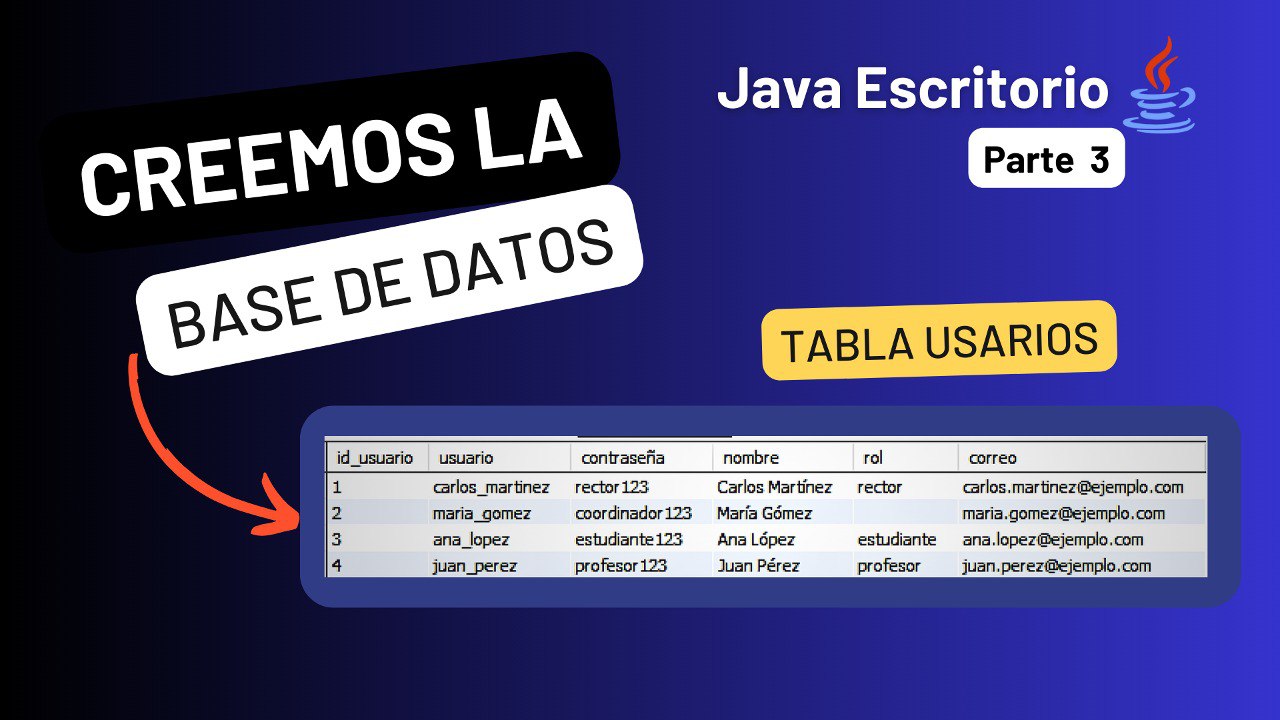 CREEMOS LA
BASE DE DATOS
Java Escritorio
Parte 3
TABLA USARIOS
id_usuario usuario contraseña nombre rol correo
1 carlos_martinez rector123 Carlos Martínez rector carlos.martinez@ejemplo.com
2 maria_gomez coordinador123 María Gómez maria.gomez@ejemplo.com
3 ana_lopez estudiante123 Ana López estudiante ana.lopez@ejemplo.com
4 juan_perez profesor123 Juan Pérez profesor juan.perez@ejemplo.com